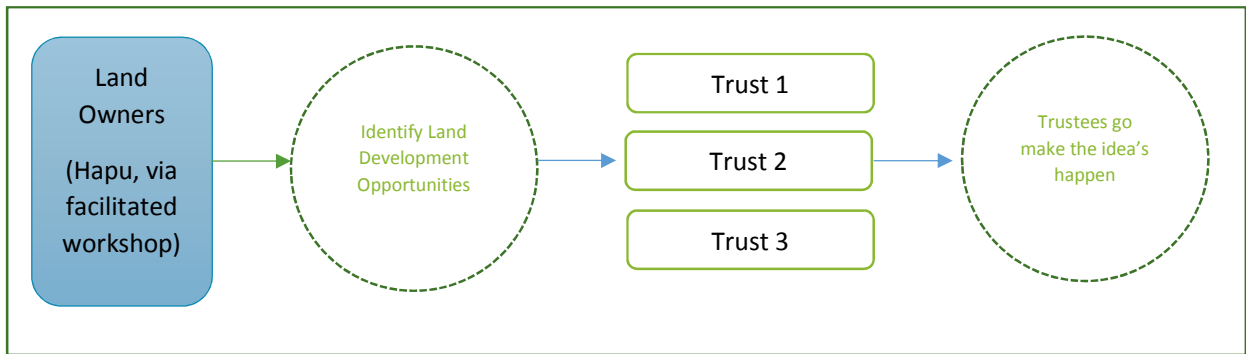 Land
Owners
(Hapu, via
facilitated
workshop)
Identify Land
Development
Opportunities
Trust 1
Trust 2
Trust 3
Trustees go
make the idea's
happen